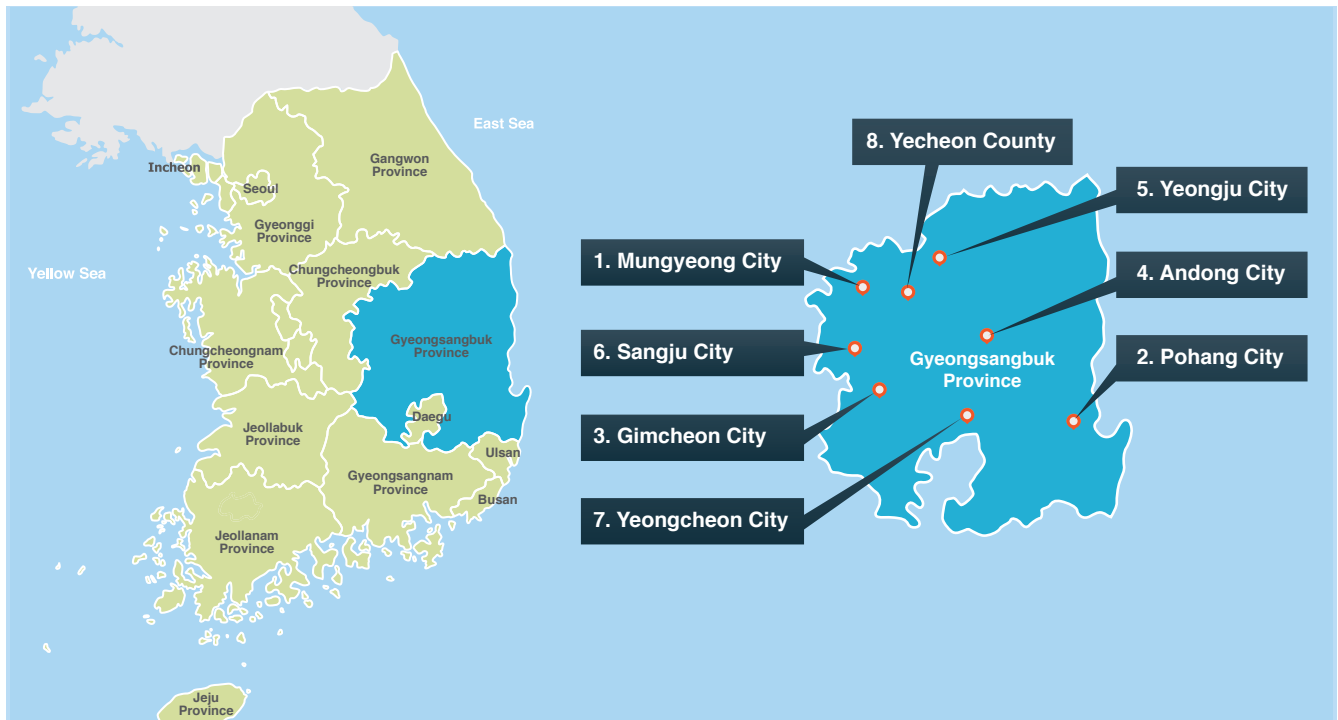 East Sea
Yellow Sea
Incheon
Seoul
Gangwon
Province
Gyeonggi
Province
Chungcheongbuk
Province
Chungcheongnam
Province
Gyeongsangbuk
Province
Daegu
Jeollabuk
Province
Ulsan
Gyeongsangnam
Province
Busan
Jeollanam
Province
Jeju
Province
8. Yecheon County
5. Yeongju City
1. Mungyeong City
4. Andong City
6. Sangju City
2. Pohang City
Gyeongsangbuk
Province
3. Gimcheon City
7. Yeongcheon City